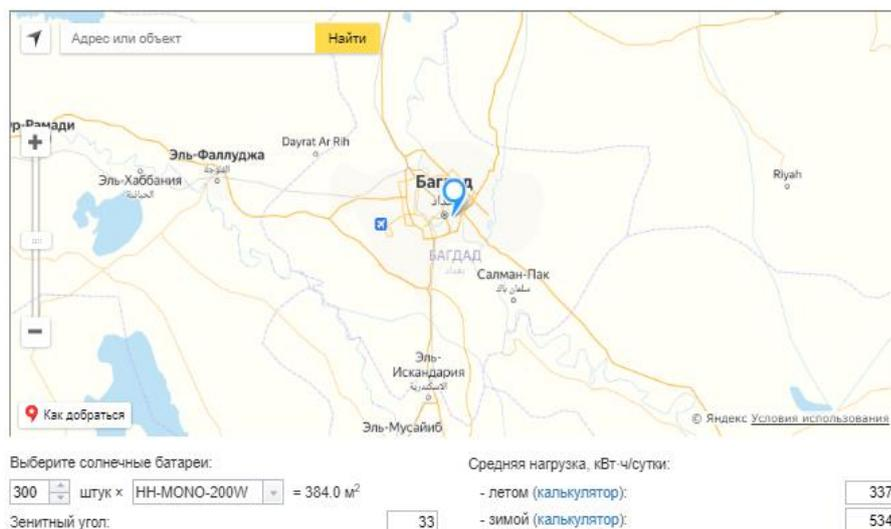 Адрес или объект
Найти
р-Рамади
Dayrat Ar Rih
Эль-Фаллуджа
الفلوجة
Эль-Хаббания
الحبانية
Багдад
Riyah
БАГДАД
بغداد
Салман-Пак
سلمان باك
Эль-
Искандария
الاسكندرية
Как добраться
© Яндекс Условия использования
Эль-Мусайиб
Выберите солнечные батареи:
300 штук × HH-MONO-200W = 384.0 м²
Зенитный угол: 33
Средняя нагрузка, кВт·ч/сутки:
- летом (калькулятор): 337
- зимой (калькулятор): 534